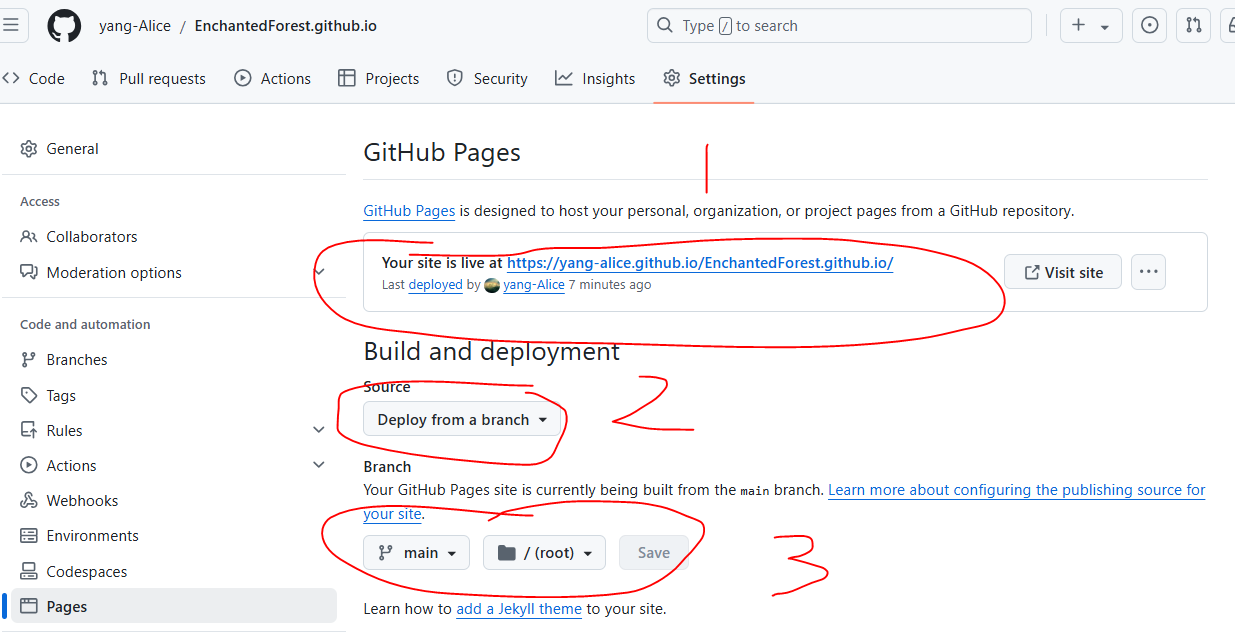 yang-Alice / EnchantedForest.github.io
Type / to search
Code
Pull requests
Actions
Projects
Security
Insights
Settings
General
Access
Collaborators
Moderation options
Code and automation
Branches
Tags
Rules
Actions
Webhooks
Environments
Codespaces
Pages
GitHub Pages
1
GitHub Pages is designed to host your personal, organization, or project pages from a GitHub repository.
Your site is live at https://yang-alice.github.io/EnchantedForest.github.io/
Last deployed by yang-Alice 7 minutes ago
Visit site
Build and deployment
Source
Deploy from a branch
2
Branch
Your GitHub Pages site is currently being built from the main branch. Learn more about configuring the publishing source for
your site.
main
/ (root)
Save
3
Learn how to add a Jekyll theme to your site.